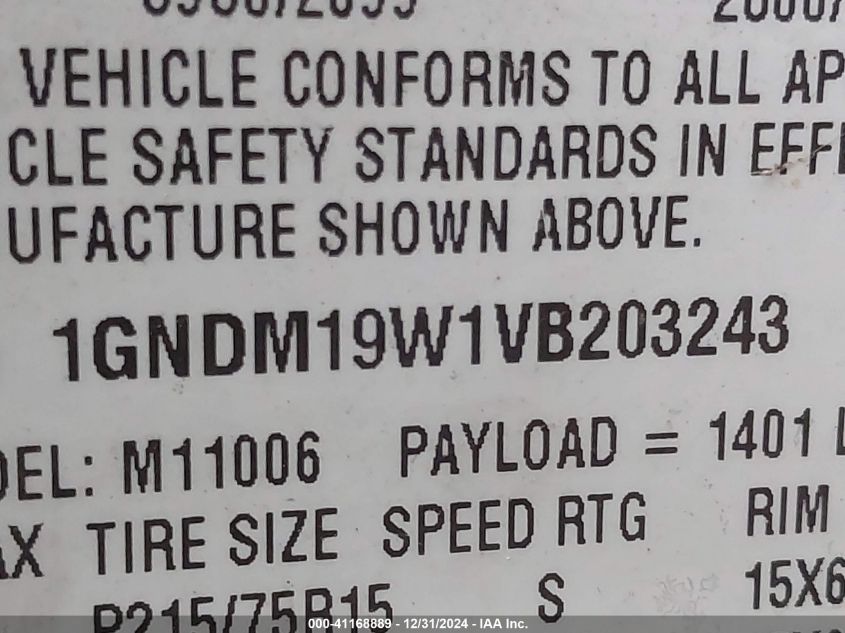 VEHICLE CONFORMS TO ALL AP
CLE SAFETY STANDARDS IN EFFE
UFACTURE SHOWN ABOVE.
1GNDM19W1VB203243
DEL: M11006 PAYLOAD = 1401 L
AX TIRE SIZE SPEED RTG RIM
P215/75R15 S 15X6
000-41168889 - 12/31/2024 - IAA Inc.